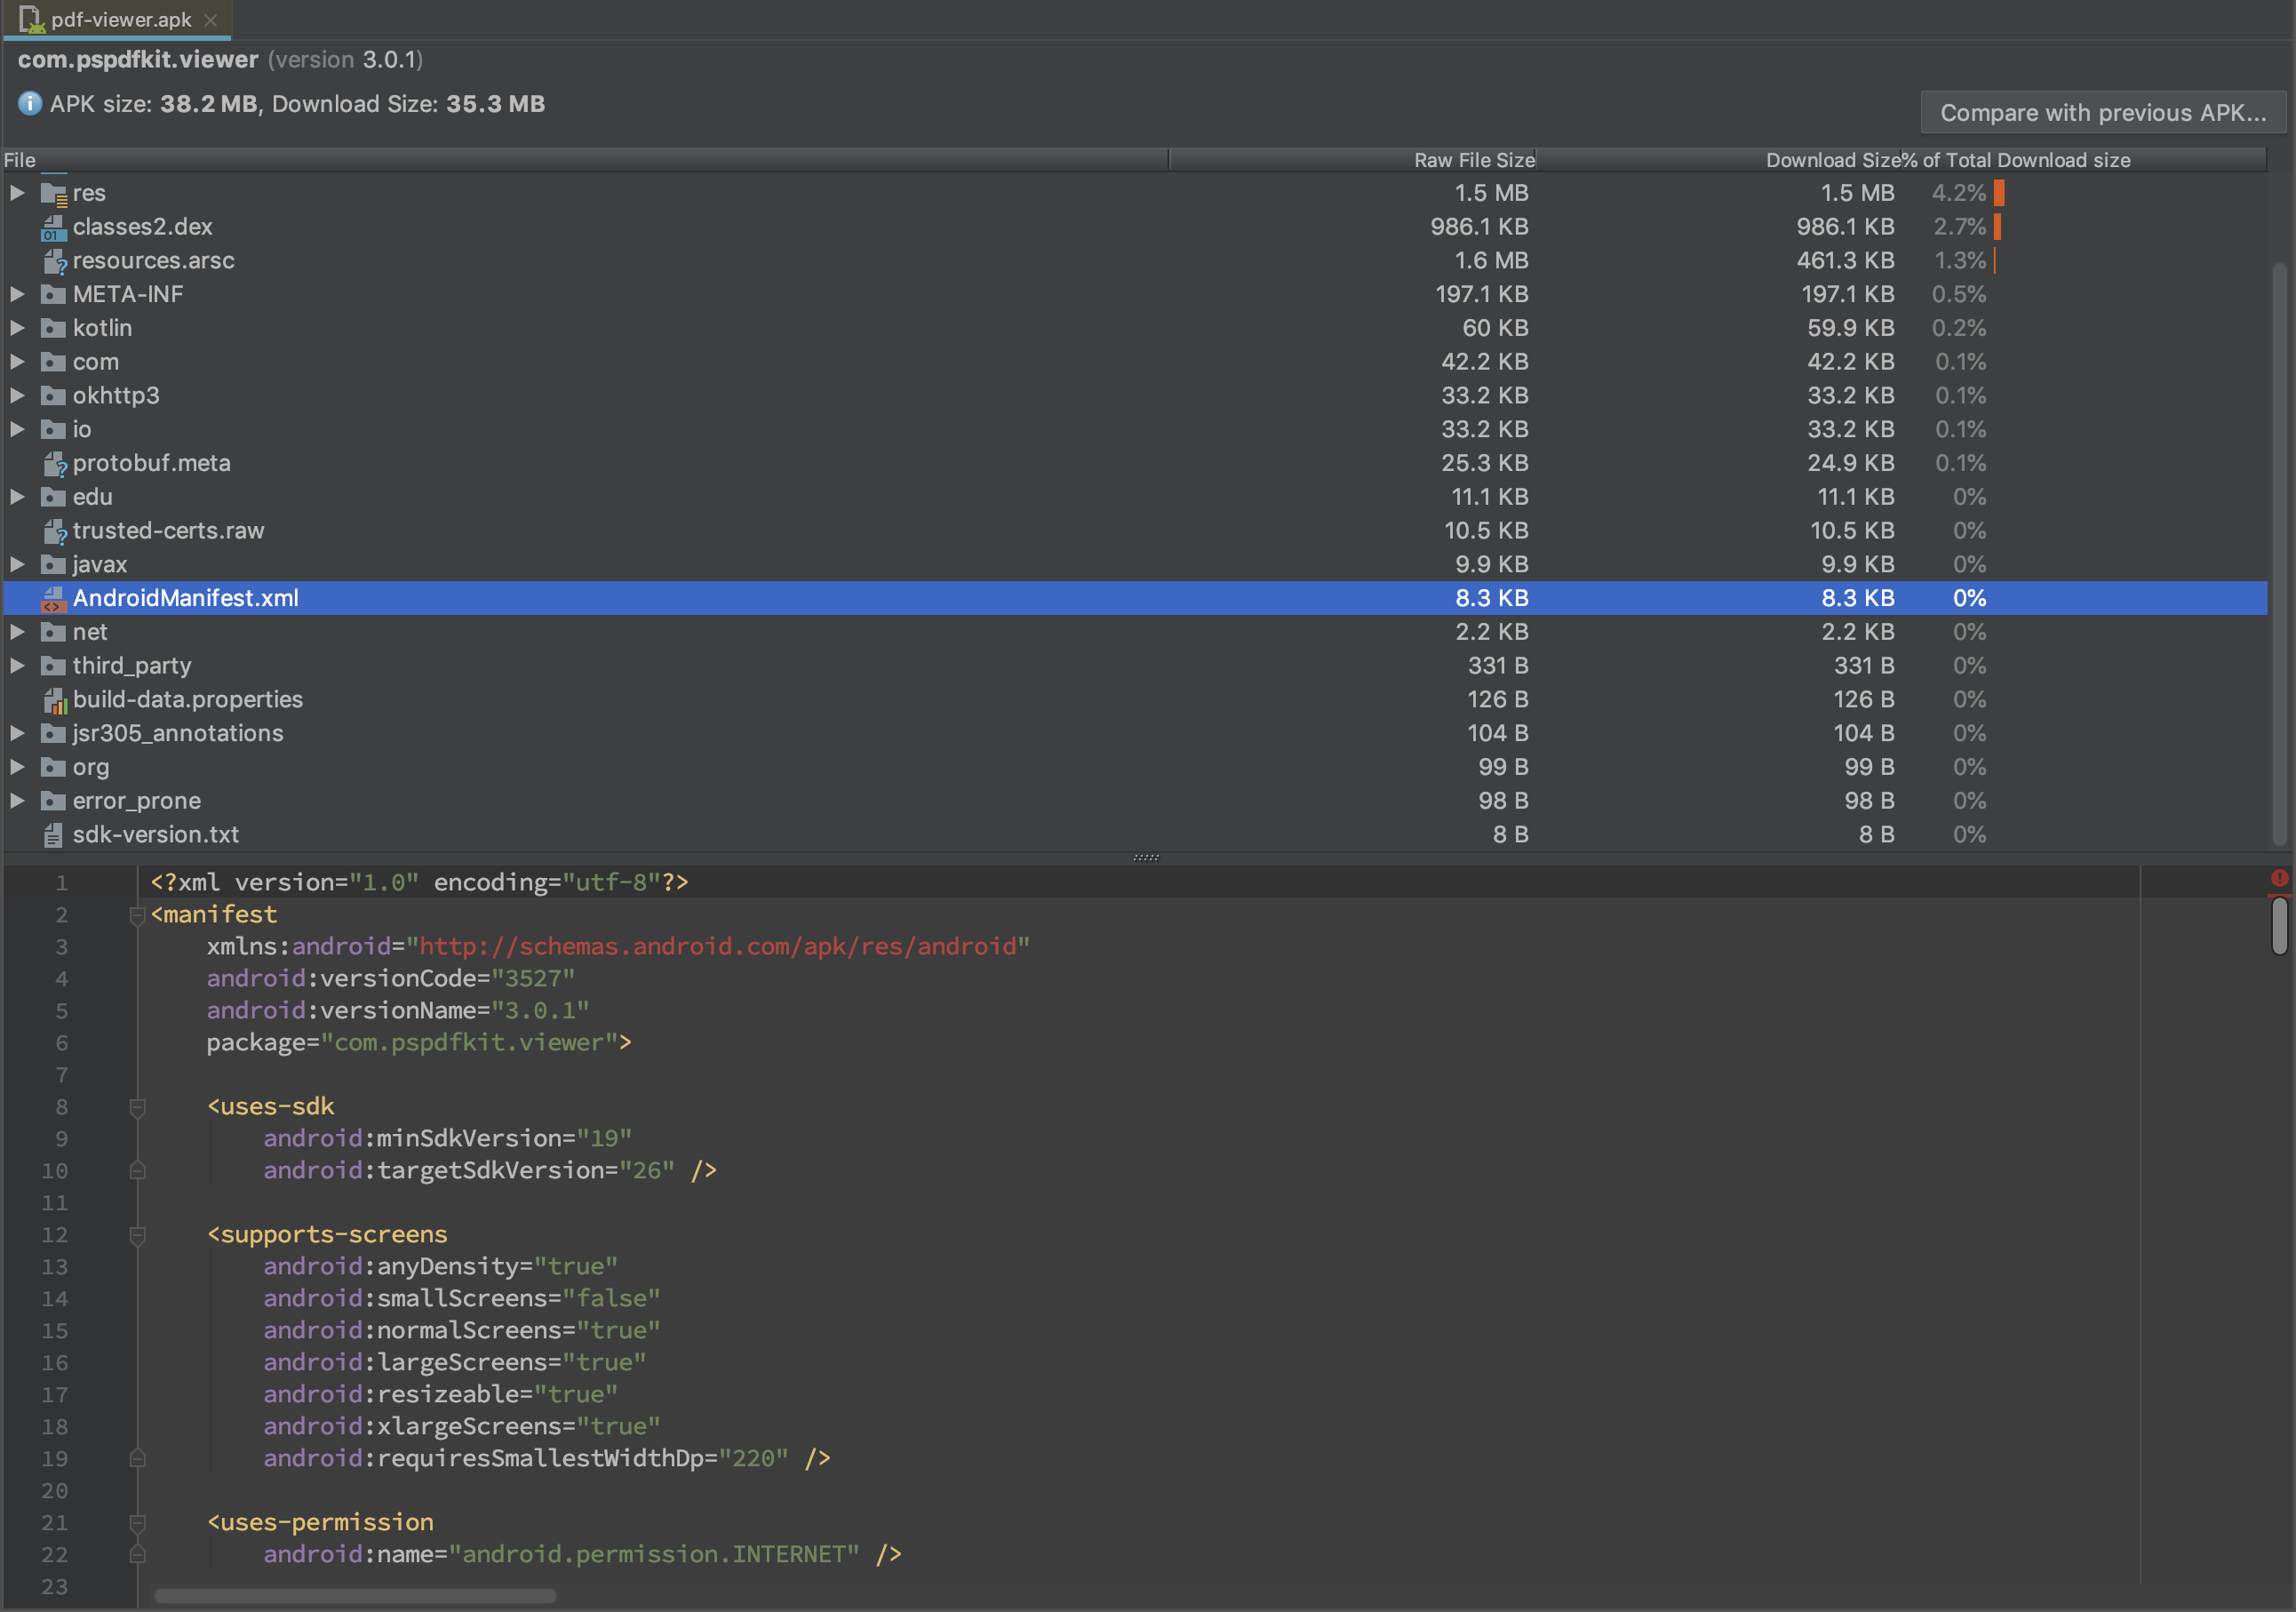 pdf-viewer.apk
com.pspdfkit.viewer (version 3.0.1)
APK size: 38.2 MB, Download Size: 35.3 MB
Compare with previous APK...
File Raw File Size Download Size % of Total Download size
res 1.5 MB 1.5 MB 4.2%
classes2.dex 986.1 KB 986.1 KB 2.7%
resources.arsc 1.6 MB 461.3 KB 1.3%
META-INF 197.1 KB 197.1 KB 0.5%
kotlin 60 KB 59.9 KB 0.2%
com 42.2 KB 42.2 KB 0.1%
okhttp3 33.2 KB 33.2 KB 0.1%
io 33.2 KB 33.2 KB 0.1%
protobuf.meta 25.3 KB 24.9 KB 0.1%
edu 11.1 KB 11.1 KB 0%
trusted-certs.raw 10.5 KB 10.5 KB 0%
javax 9.9 KB 9.9 KB 0%
AndroidManifest.xml 8.3 KB 8.3 KB 0%
net 2.2 KB 2.2 KB 0%
third_party 331 B 331 B 0%
build-data.properties 126 B 126 B 0%
jsr305_annotations 104 B 104 B 0%
org 99 B 99 B 0%
error_prone 98 B 98 B 0%
sdk-version.txt 8 B 8 B 0%
1 <?xml version="1.0" encoding="utf-8"?>
2 <manifest
3 xmlns:android="http://schemas.android.com/apk/res/android"
4 android:versionCode="3527"
5 android:versionName="3.0.1"
6 package="com.pspdfkit.viewer">
7
8 <uses-sdk
9 android:minSdkVersion="19"
10 android:targetSdkVersion="26" />
11
12 <supports-screens
13 android:anyDensity="true"
14 android:smallScreens="false"
15 android:normalScreens="true"
16 android:largeScreens="true"
17 android:resizeable="true"
18 android:xlargeScreens="true"
19 android:requiresSmallestWidthDp="220" />
20
21 <uses-permission
22 android:name="android.permission.INTERNET" />
23